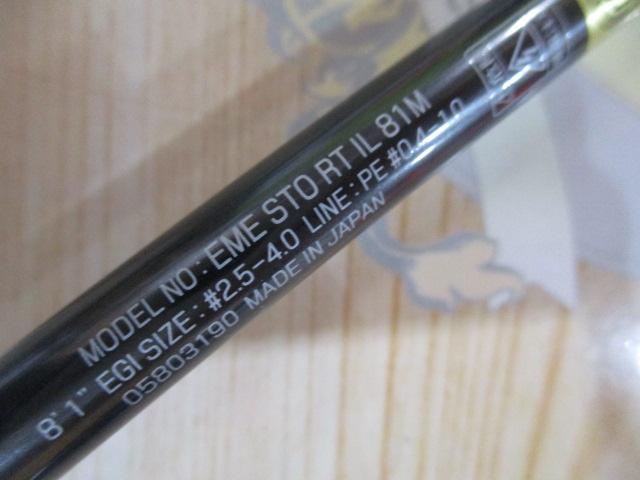 MODEL NO : EME STO RT IL 81M
8'1" EGI SIZE : #2.5-4.0 LINE : PE #0.4-1.0
05803190 MADE IN JAPAN